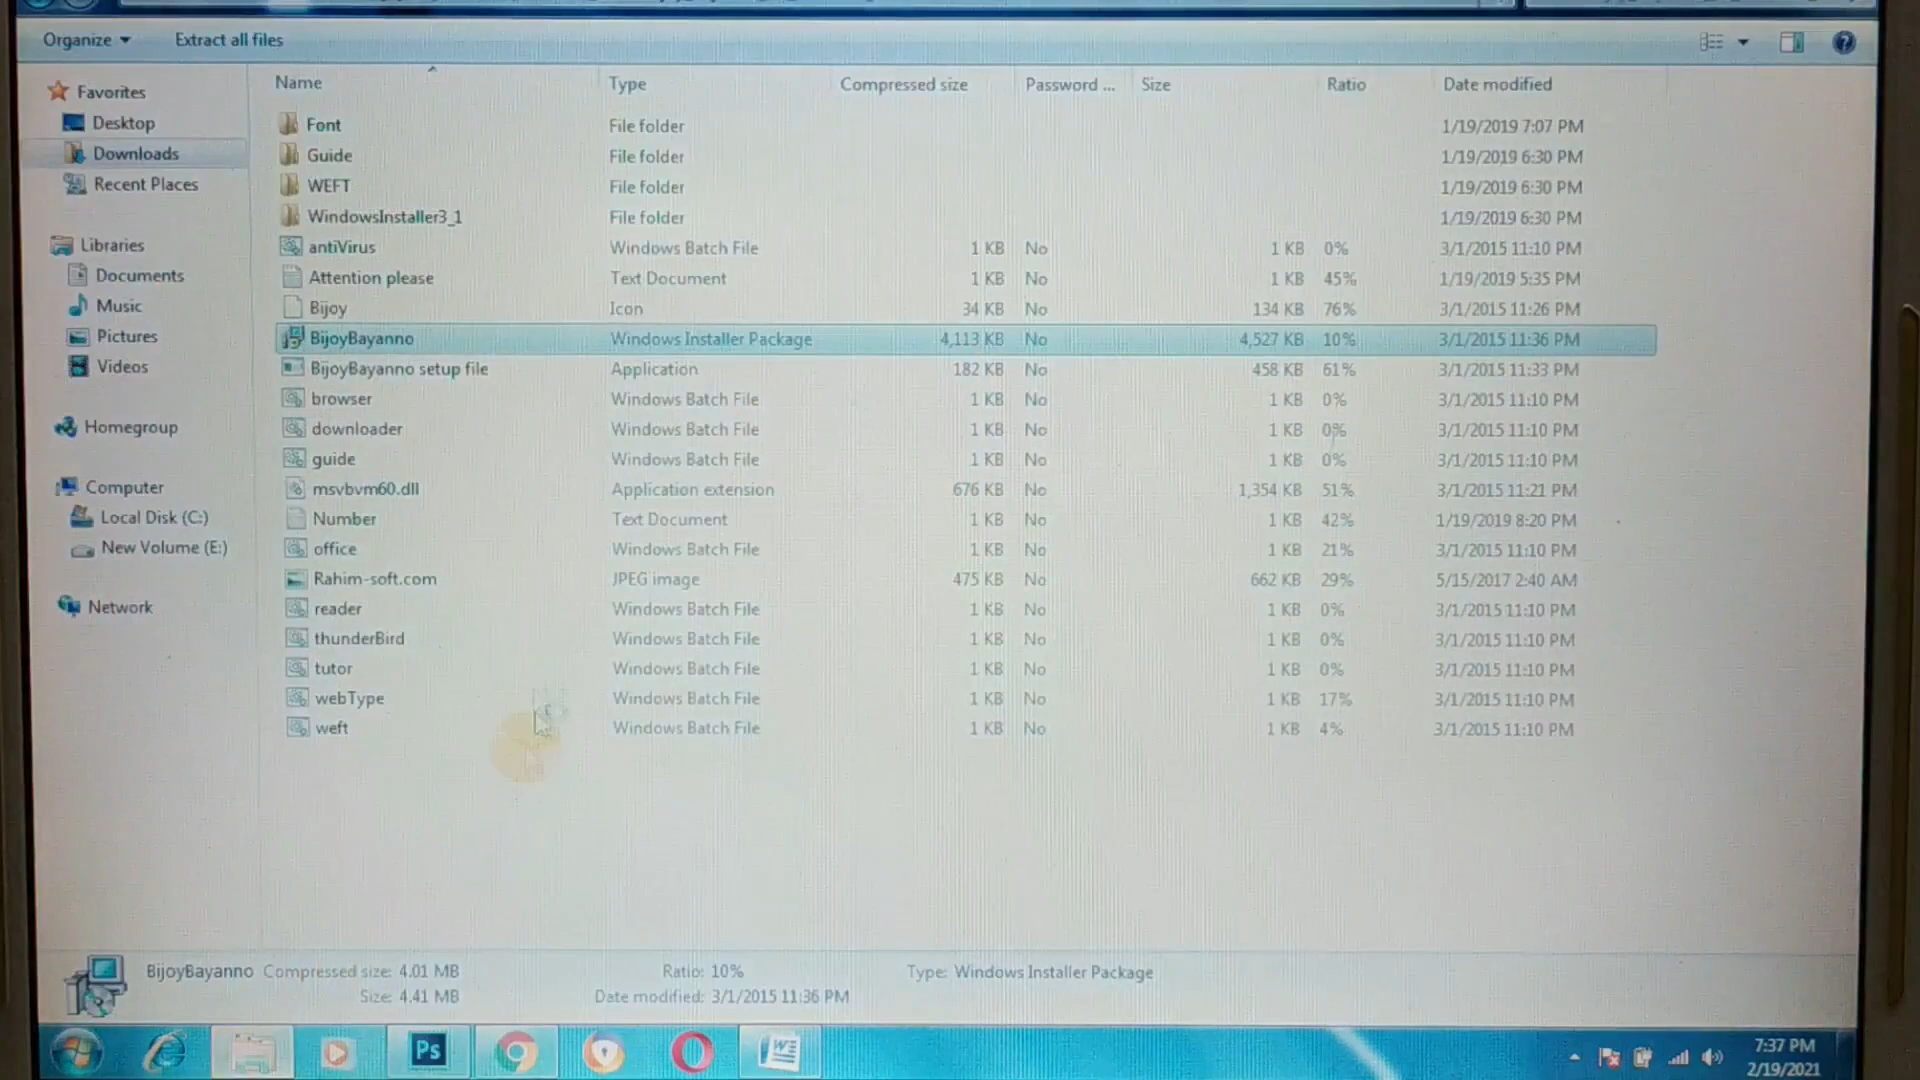 Organize Extract all files
Name Type Compressed size Password ... Size Ratio Date modified
Favorites
Desktop
Downloads
Recent Places
Libraries
Documents
Music
Pictures
Videos
Homegroup
Computer
Local Disk (C:)
New Volume (E:)
Network
Font File folder 1/19/2019 7:07 PM
Guide File folder 1/19/2019 6:30 PM
WEFT File folder 1/19/2019 6:30 PM
WindowsInstaller3_1 File folder 1/19/2019 6:30 PM
antiVirus Windows Batch File 1 KB No 1 KB 0% 3/1/2015 11:10 PM
Attention please Text Document 1 KB No 1 KB 45% 1/19/2019 5:35 PM
Bijoy Icon 34 KB No 134 KB 76% 3/1/2015 11:26 PM
BijoyBayanno Windows Installer Package 4,113 KB No 4,527 KB 10% 3/1/2015 11:36 PM
BijoyBayanno setup file Application 182 KB No 458 KB 61% 3/1/2015 11:33 PM
browser Windows Batch File 1 KB No 1 KB 0% 3/1/2015 11:10 PM
downloader Windows Batch File 1 KB No 1 KB 0% 3/1/2015 11:10 PM
guide Windows Batch File 1 KB No 1 KB 0% 3/1/2015 11:10 PM
msvbvm60.dll Application extension 676 KB No 1,354 KB 51% 3/1/2015 11:21 PM
Number Text Document 1 KB No 1 KB 42% 1/19/2019 8:20 PM
office Windows Batch File 1 KB No 1 KB 21% 3/1/2015 11:10 PM
Rahim-soft.com JPEG image 475 KB No 662 KB 29% 5/15/2017 2:40 AM
reader Windows Batch File 1 KB No 1 KB 0% 3/1/2015 11:10 PM
thunderBird Windows Batch File 1 KB No 1 KB 0% 3/1/2015 11:10 PM
tutor Windows Batch File 1 KB No 1 KB 0% 3/1/2015 11:10 PM
webType Windows Batch File 1 KB No 1 KB 17% 3/1/2015 11:10 PM
weft Windows Batch File 1 KB No 1 KB 4% 3/1/2015 11:10 PM
BijoyBayanno Compressed size: 4.01 MB Ratio: 10% Type: Windows Installer Package
Size: 4.41 MB Date modified: 3/1/2015 11:36 PM
Ps
W
7:37 PM
2/19/2021